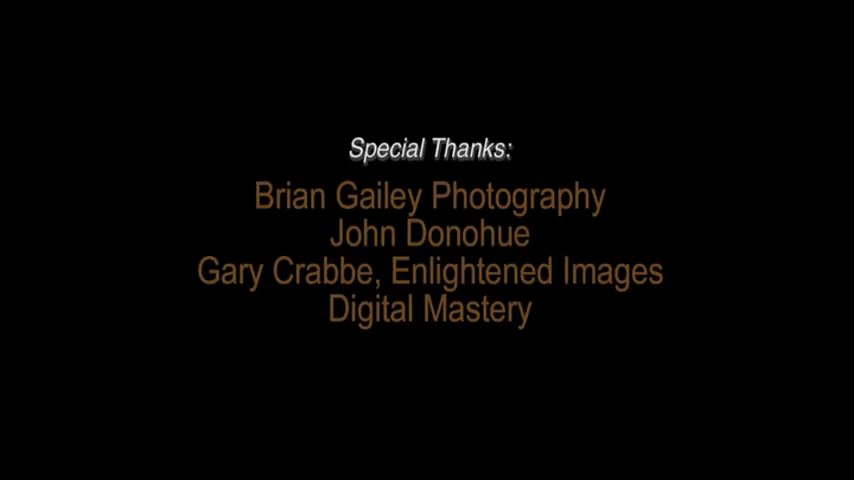 Special Thanks:
Brian Gailey Photography
John Donohue
Gary Crabbe, Enlightened Images
Digital Mastery